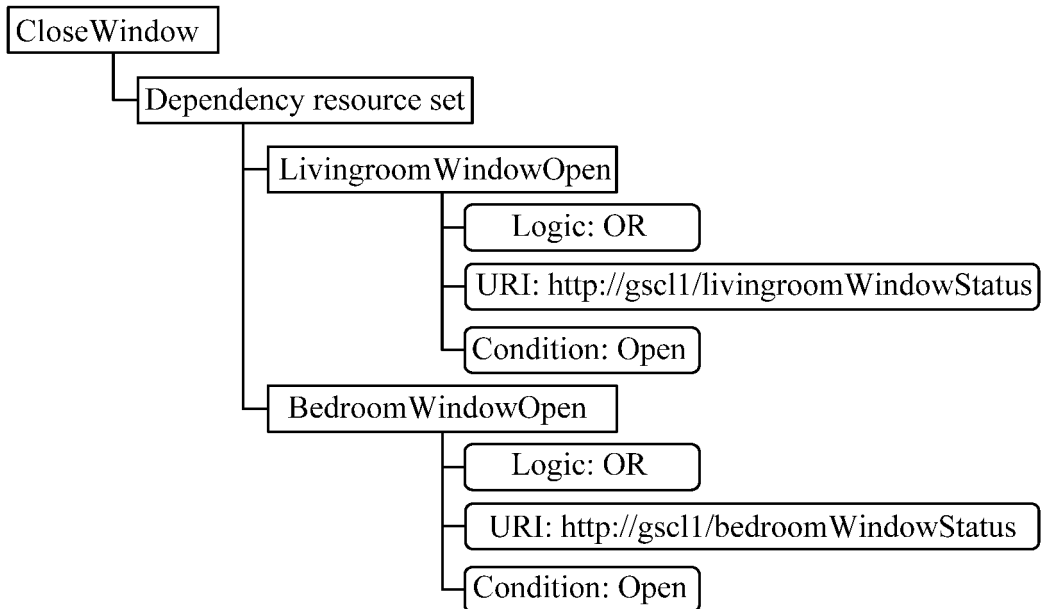 CloseWindow
Dependency resource set
LivingroomWindowOpen
Logic: OR
URI: http://gscl1/livingroomWindowStatus
Condition: Open
BedroomWindowOpen
Logic: OR
URI: http://gscl1/bedroomWindowStatus
Condition: Open